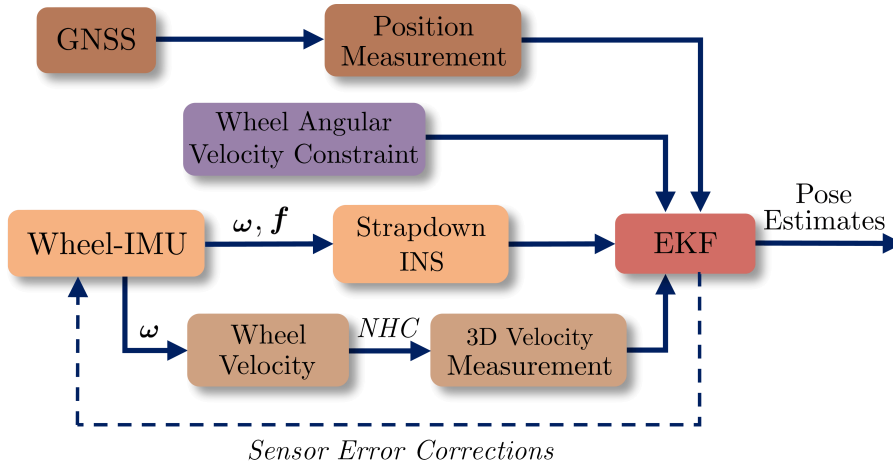 GNSS
Position
Measurement
Wheel Angular
Velocity Constraint
Wheel-IMU
ω, f
Strapdown
INS
EKF
Pose
Estimates
ω
Wheel
Velocity
NHC
3D Velocity
Measurement
Sensor Error Corrections